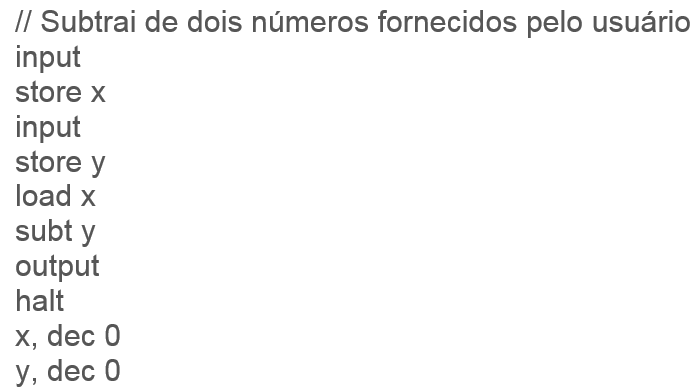 // Subtrai de dois números fornecidos pelo usuário
input
store x
input
store y
load x
subt y
output
halt
x, dec 0
y, dec 0